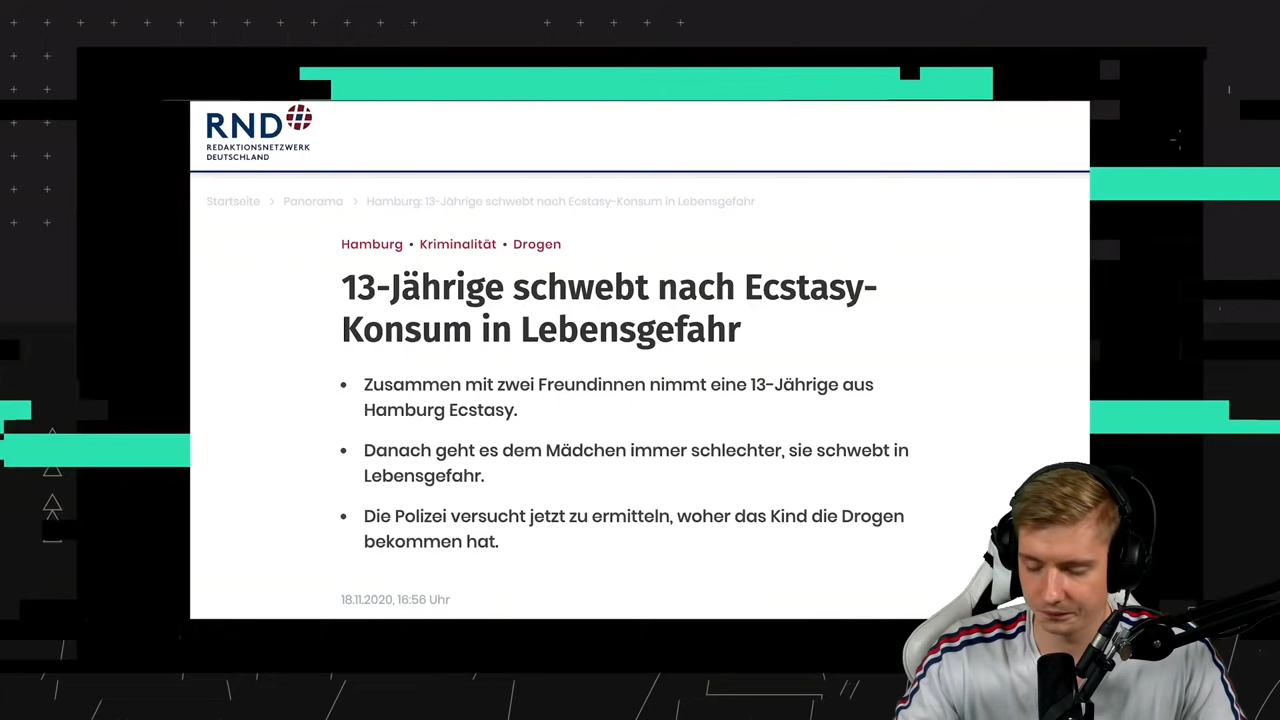 RND
REDAKTIONSNETZWERK
DEUTSCHLAND
Startseite > Panorama > Hamburg: 13-Jährige schwebt nach Ecstasy-Konsum in Lebensgefahr
Hamburg • Kriminalität • Drogen
13-Jährige schwebt nach Ecstasy-
Konsum in Lebensgefahr
• Zusammen mit zwei Freundinnen nimmt eine 13-Jährige aus
Hamburg Ecstasy.
• Danach geht es dem Mädchen immer schlechter, sie schwebt in
Lebensgefahr.
• Die Polizei versucht jetzt zu ermitteln, woher das Kind die Drogen
bekommen hat.
18.11.2020, 16:56 Uhr